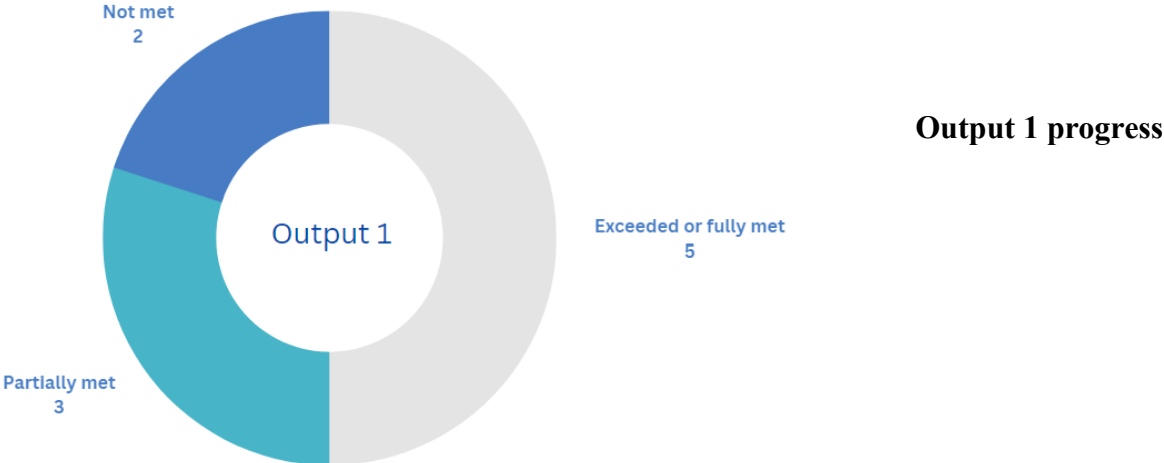 Not met
2
Output 1 progress
Exceeded or fully met
5
Output 1
Partially met
3